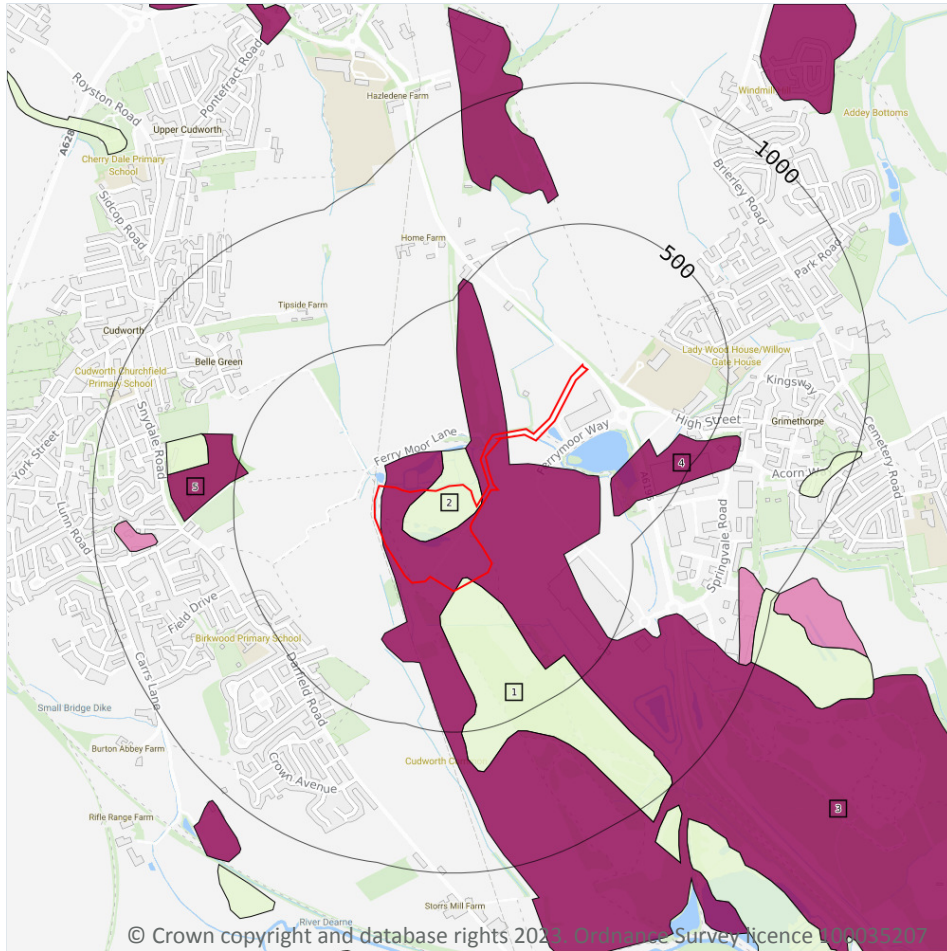 Royston Road
Pontefract Road
A628
Upper Cudworth
Cherry Dale Primary
School
Sidcop Road
Hazledene Farm
Addey Bottoms
1000
Brierley Road
Park Road
Home Farm
500
Tipside Farm
Cudworth
Belle Green
Cudworth Churchfield
Primary School
Snydale Road
York Street
Lunn Road
Lady Wood House/Willow
Gate House
Kingsway
High Street
Grimethorpe
Cemetery Road
Ferry Moor Lane
Ferrymoor Way
4
5
2
Springvale Road
Field Drive
Birkwood Primary School
Darfield Road
Carrs Lane
1
Small Bridge Dike
Burton Abbey Farm
Crown Avenue
Rifle Range Farm
3
Storrs Mill Farm
River Dearne
© Crown copyright and database rights 2023. Ordnance Survey licence 100035207